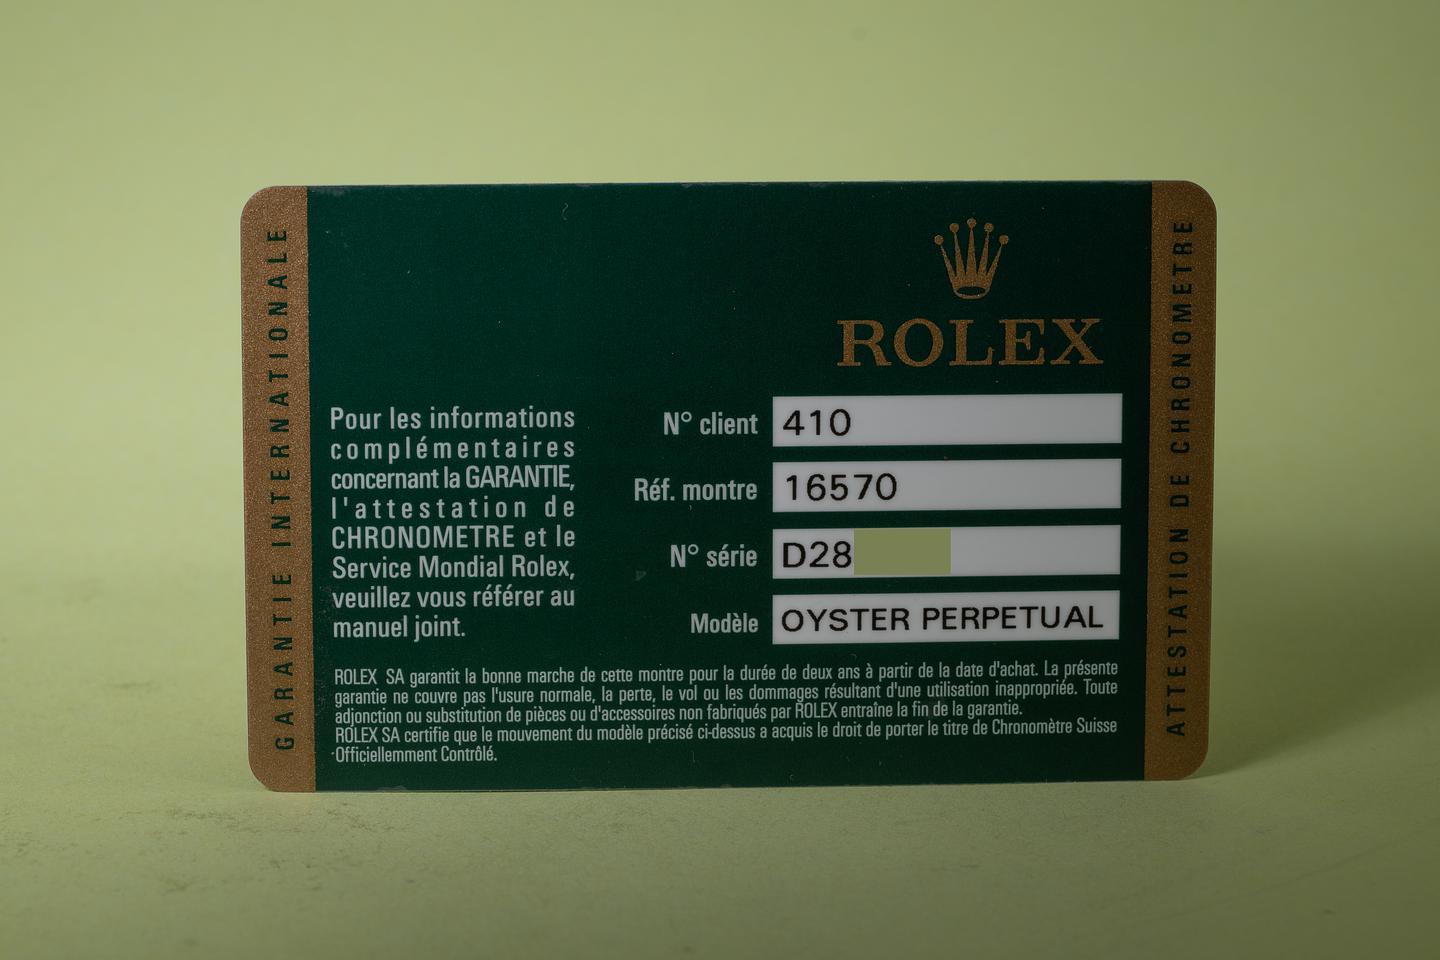 GARANTIE INTERNATIONALE
ROLEX
Pour les informations
complémentaires
concernant la GARANTIE,
l'attestation de
CHRONOMETRE et le
Service Mondial Rolex,
veuillez vous référer au
manuel joint.
N° client 410
Réf. montre 16570
N° série D28
Modèle OYSTER PERPETUAL
ROLEX SA garantit la bonne marche de cette montre pour la durée de deux ans à partir de la date d'achat. La présente
garantie ne couvre pas l'usure normale, la perte, le vol ou les dommages résultant d'une utilisation inappropriée. Toute
adjonction ou substitution de pièces ou d'accessoires non fabriqués par ROLEX entraîne la fin de la garantie.
ROLEX SA certifie que le mouvement du modèle précisé ci-dessus a acquis le droit de porter le titre de Chronomètre Suisse
Officiellemment Contrôlé.
ATTESTATION DE CHRONOMETRE